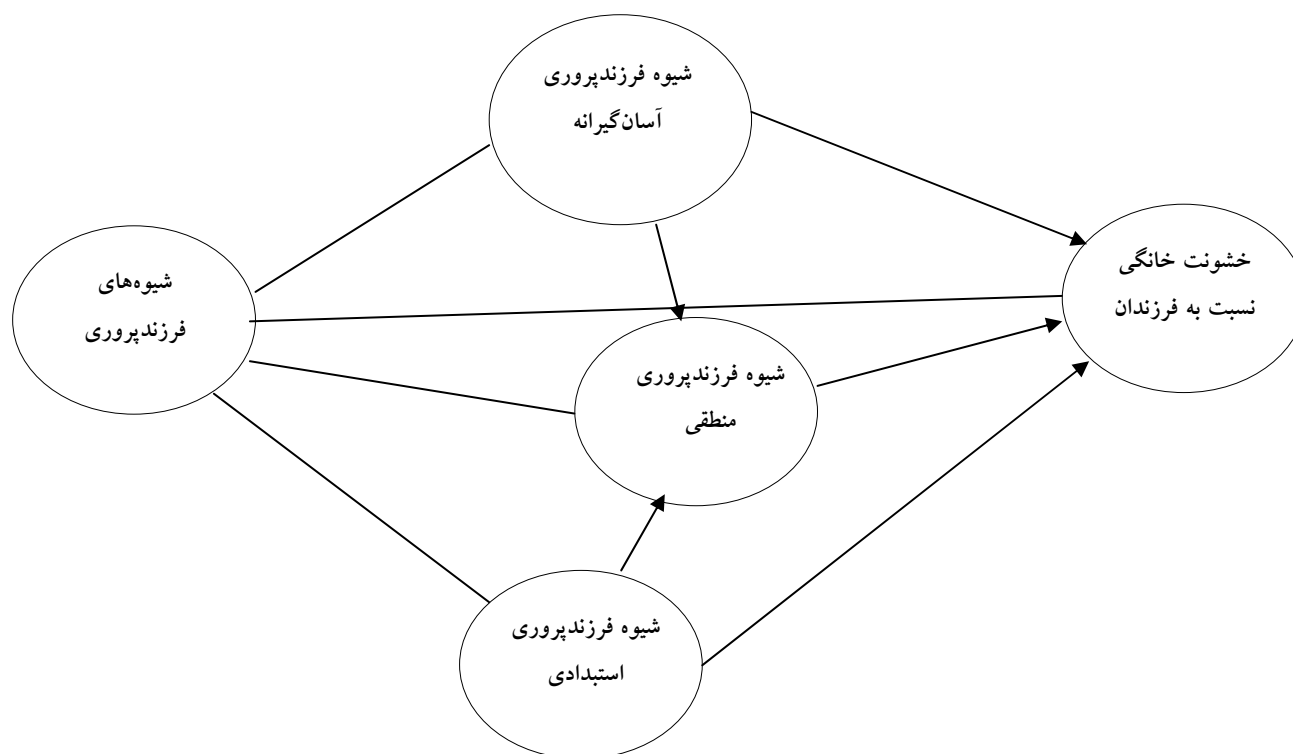 شیوه فرزندپروری
آسان‌گیرانه
خشونت خانگی
نسبت به فرزندان
شیوه‌های
فرزندپروری
شیوه فرزندپروری
منطقی
شیوه فرزندپروری
استبدادی